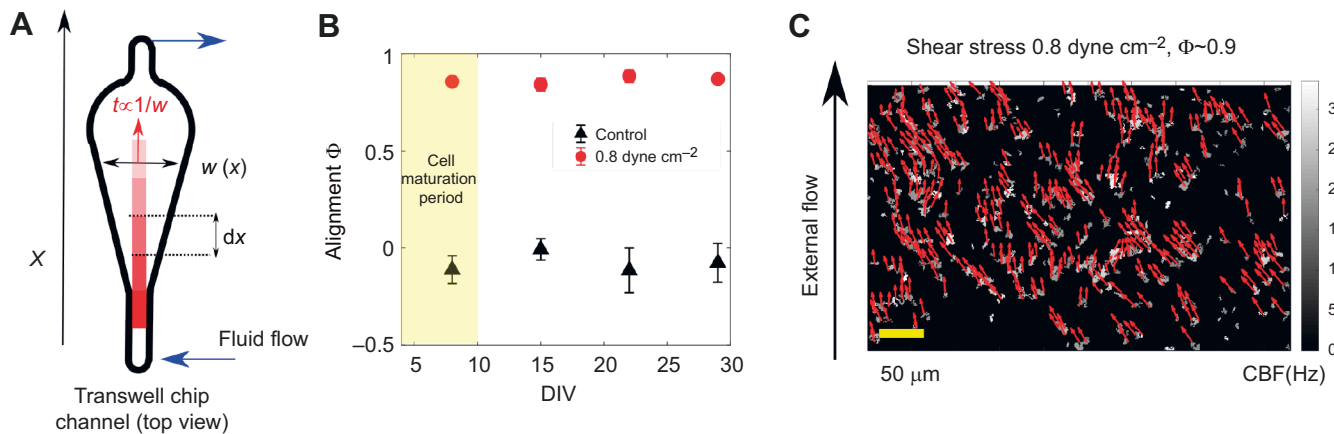 A
X
t∝1/w
w (x)
dx
Fluid flow
Transwell chip
channel (top view)
B
Alignment Φ
1
0.5
0
–0.5
Cell
maturation
period
Control
0.8 dyne cm⁻²
5 10 15 20 25 30
DIV
C
Shear stress 0.8 dyne cm⁻², Φ~0.9
External flow
50 µm
CBF(Hz)